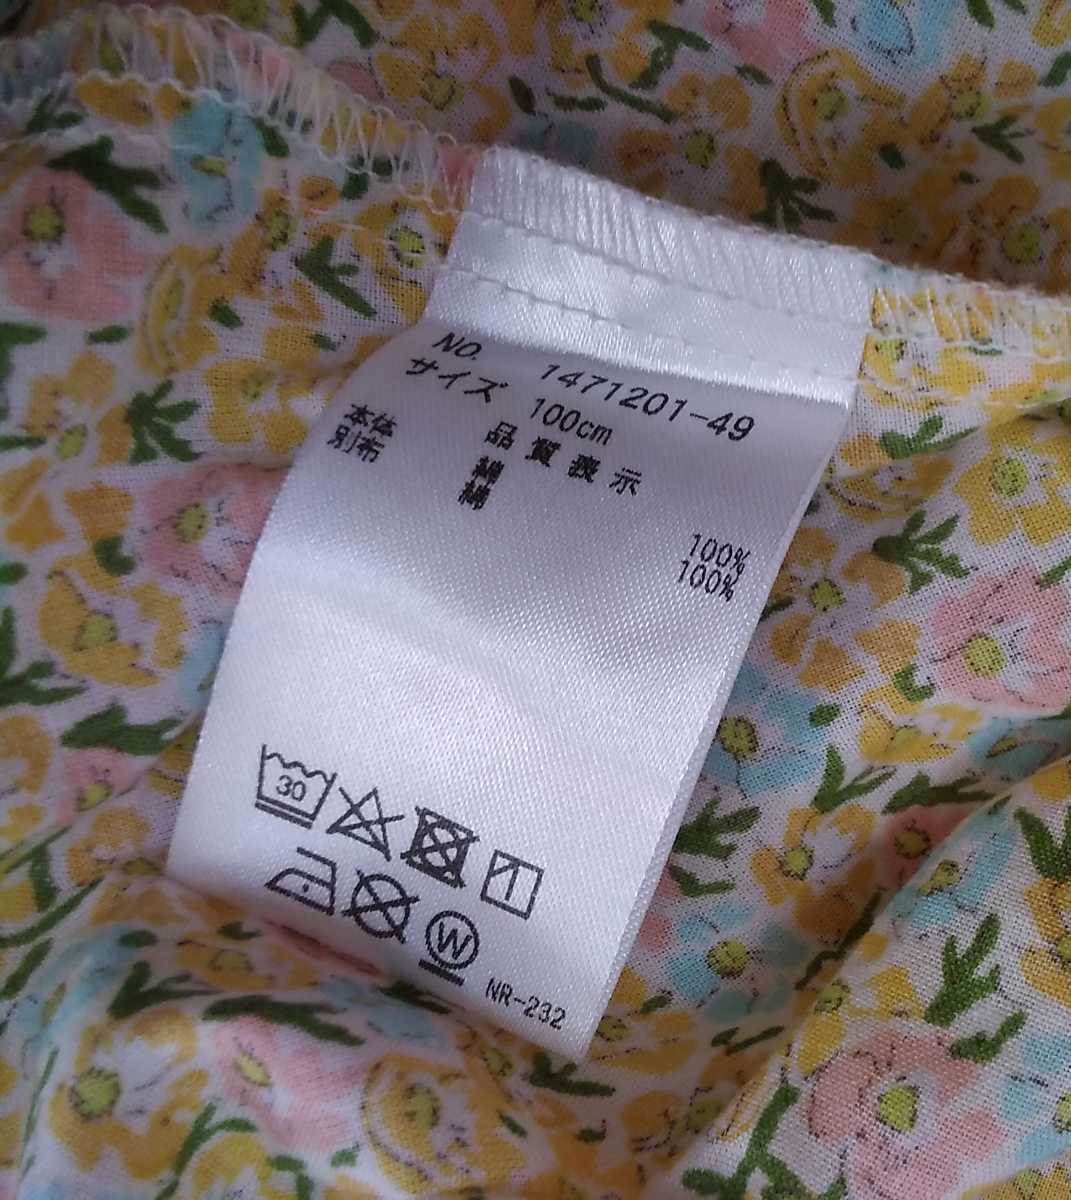 NO. 1471201-49
サイズ 100cm
品質表示
本体 綿 100%
別布 綿 100%
30
W
NR-232